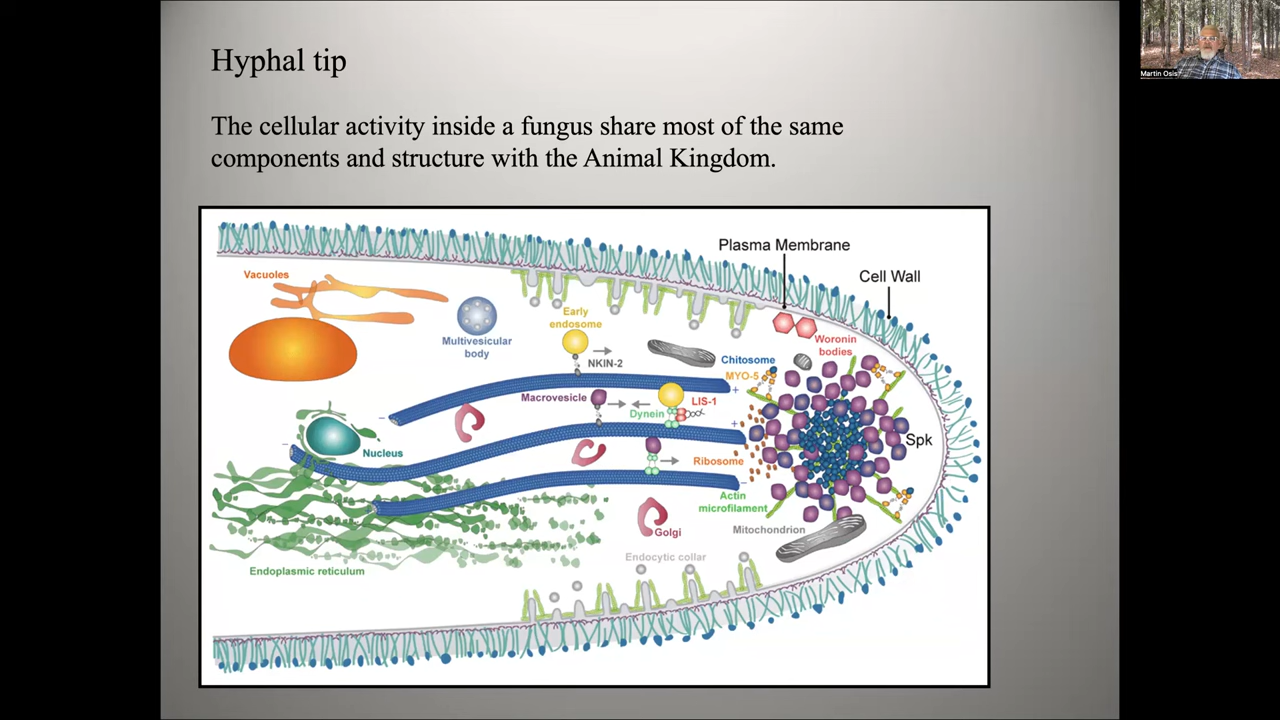 Hyphal tip
Martin Osis
The cellular activity inside a fungus share most of the same
components and structure with the Animal Kingdom.
Plasma Membrane
Cell Wall
Vacuoles
Early
endosome
Multivesicular
body
NKIN-2
Woronin
bodies
Chitosome
MYO-5
+
Macrovesicle
LIS-1
Dynein
−
+
−
Nucleus
Spk
Ribosome
−
Actin
microfilament
Golgi
Mitochondrion
Endocytic collar
Endoplasmic reticulum